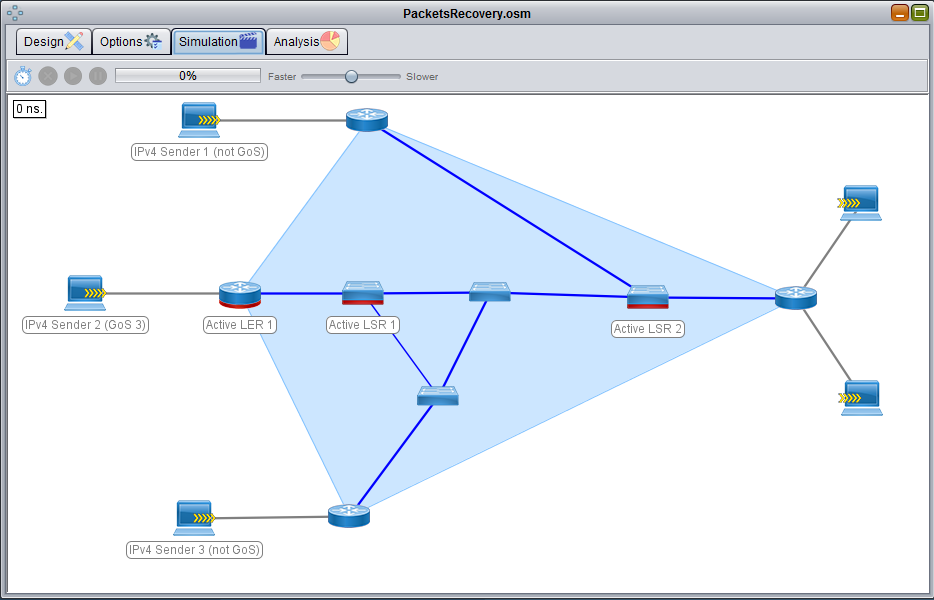 PacketsRecovery.osm
Design
Options
Simulation
Analysis
0%
Faster
Slower
0 ns.
IPv4 Sender 1 (not GoS)
IPv4 Sender 2 (GoS 3)
Active LER 1
Active LSR 1
Active LSR 2
IPv4 Sender 3 (not GoS)